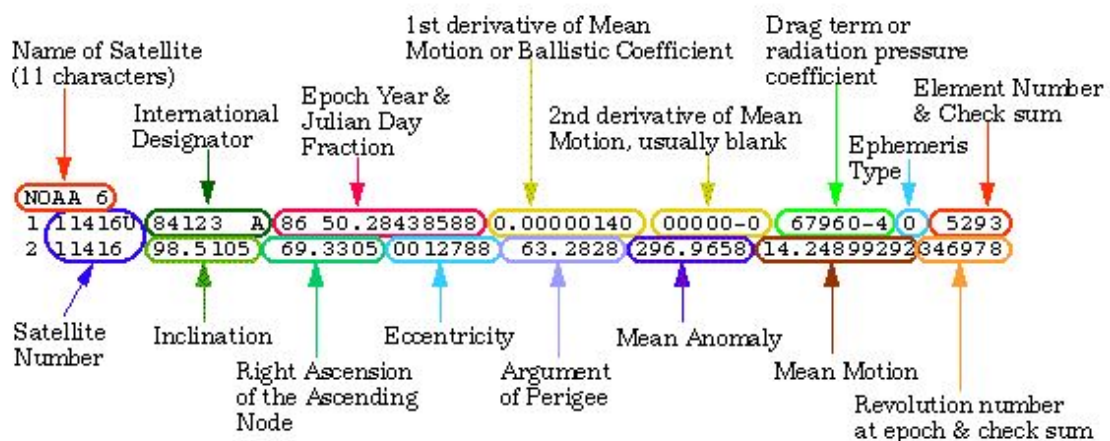 1st derivative of Mean
Motion or Ballistic Coefficient
Drag term or
radiation pressure
coefficient
Name of Satellite
(11 characters)
International
Designator
Epoch Year &
Julian Day
Fraction
2nd derivative of Mean
Motion, usually blank
Element Number
& Check sum
Ephemeris
Type
NOAA 6
1 11416U 84123 A 86 50.28438588 0.00000140 00000-0 67960-4 0 5293
2 11416 98.5105 69.3305 0012788 63.2828 296.9658 14.24899292 346978
Satellite
Number
Inclination
Right Ascension
of the Ascending
Node
Eccentricity
Argument
of Perigee
Mean Anomaly
Mean Motion
Revolution number
at epoch & check sum